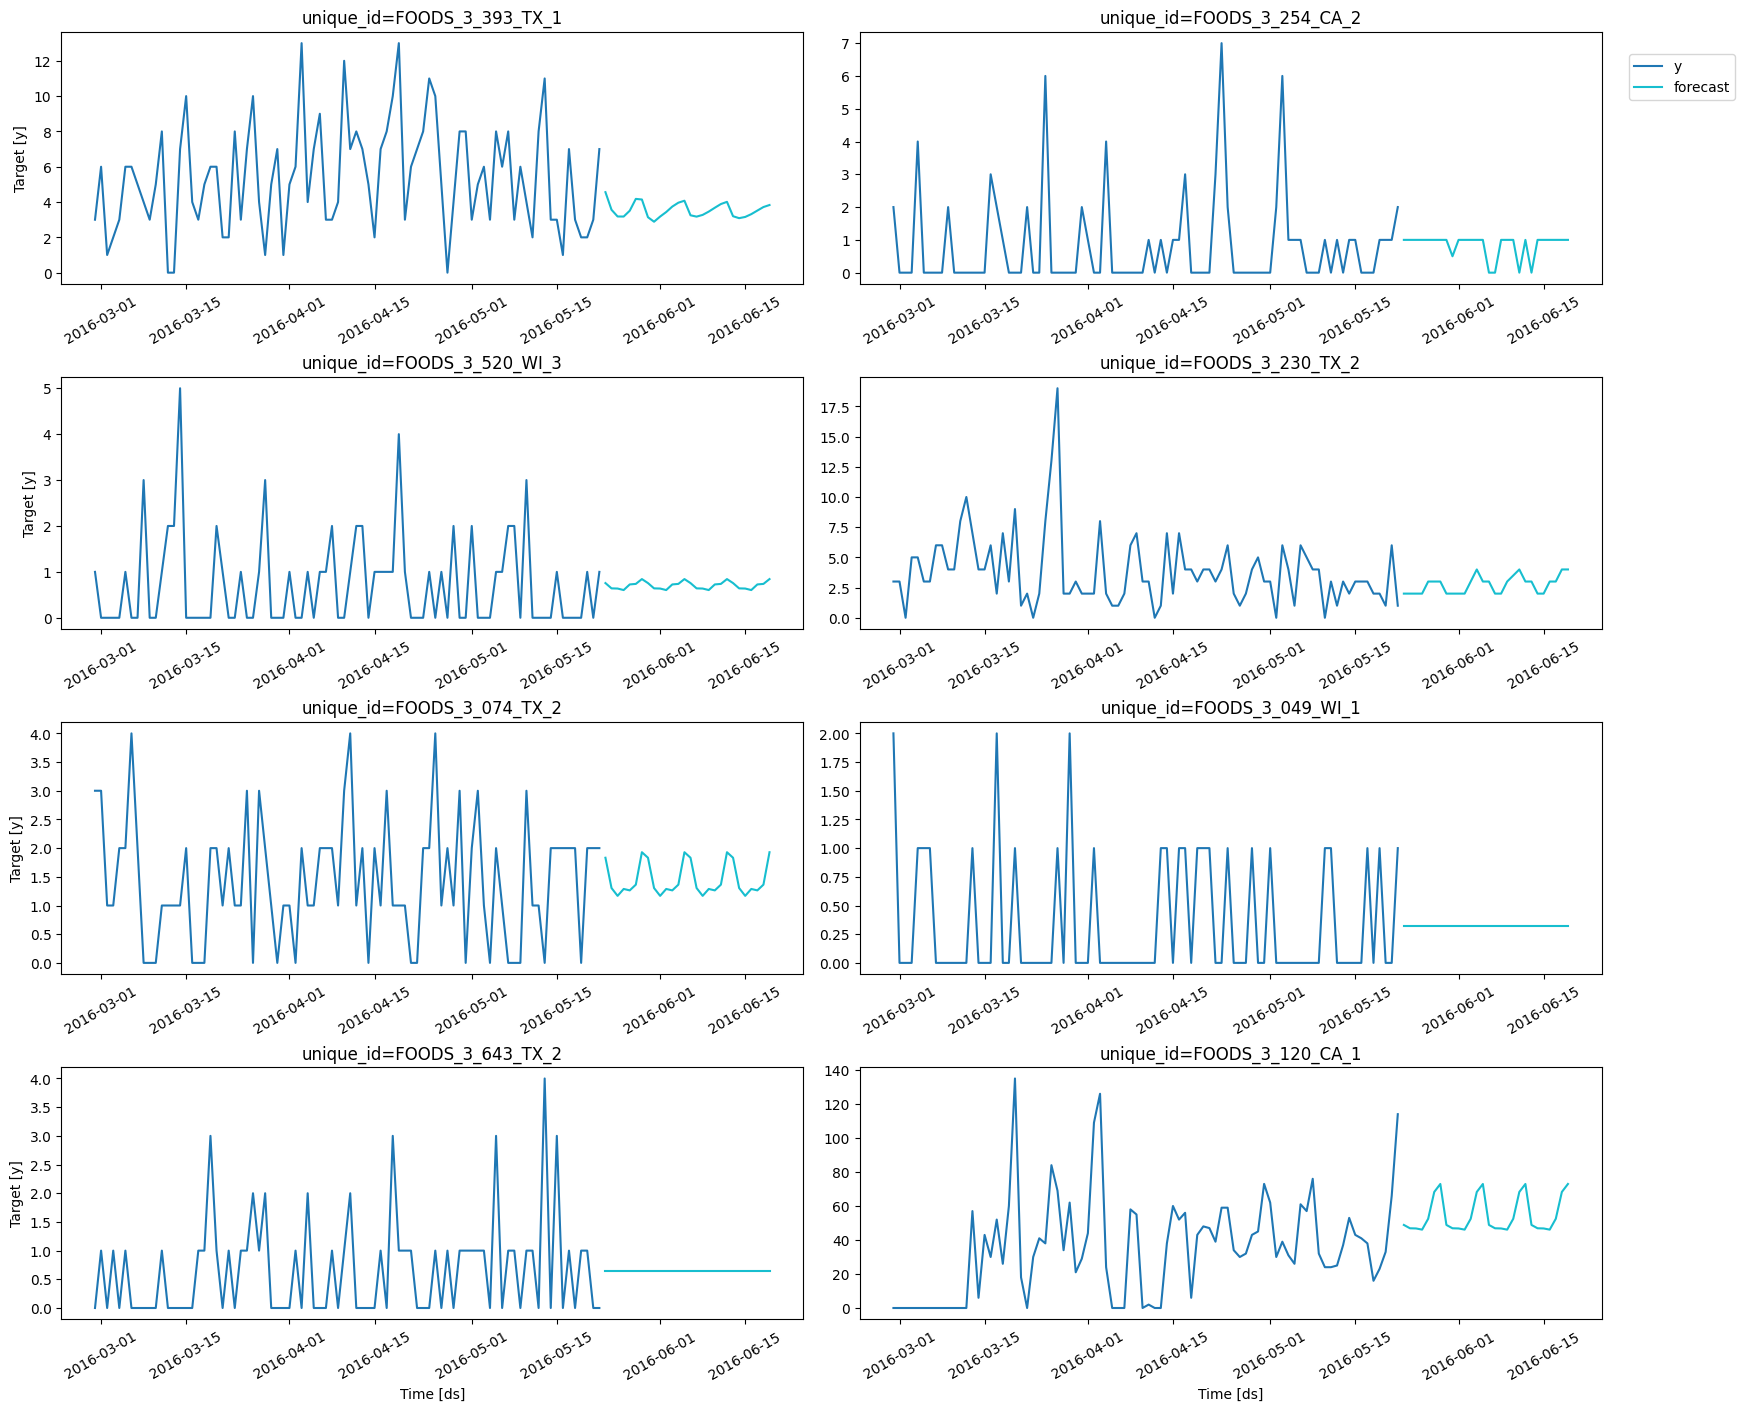 unique_id=FOODS_3_393_TX_1
unique_id=FOODS_3_254_CA_2
y
forecast
Target [y]
12
10
8
6
4
2
0
7
6
5
4
3
2
1
0
2016-03-01 2016-03-15 2016-04-01 2016-04-15 2016-05-01 2016-05-15 2016-06-01 2016-06-15
2016-03-01 2016-03-15 2016-04-01 2016-04-15 2016-05-01 2016-05-15 2016-06-01 2016-06-15
unique_id=FOODS_3_520_WI_3
unique_id=FOODS_3_230_TX_2
Target [y]
5
4
3
2
1
0
17.5
15.0
12.5
10.0
7.5
5.0
2.5
0.0
2016-03-01 2016-03-15 2016-04-01 2016-04-15 2016-05-01 2016-05-15 2016-06-01 2016-06-15
2016-03-01 2016-03-15 2016-04-01 2016-04-15 2016-05-01 2016-05-15 2016-06-01 2016-06-15
unique_id=FOODS_3_074_TX_2
unique_id=FOODS_3_049_WI_1
Target [y]
4.0
3.5
3.0
2.5
2.0
1.5
1.0
0.5
0.0
2.00
1.75
1.50
1.25
1.00
0.75
0.50
0.25
0.00
2016-03-01 2016-03-15 2016-04-01 2016-04-15 2016-05-01 2016-05-15 2016-06-01 2016-06-15
2016-03-01 2016-03-15 2016-04-01 2016-04-15 2016-05-01 2016-05-15 2016-06-01 2016-06-15
unique_id=FOODS_3_643_TX_2
unique_id=FOODS_3_120_CA_1
Target [y]
4.0
3.5
3.0
2.5
2.0
1.5
1.0
0.5
0.0
140
120
100
80
60
40
20
0
2016-03-01 2016-03-15 2016-04-01 2016-04-15 2016-05-01 2016-05-15 2016-06-01 2016-06-15
2016-03-01 2016-03-15 2016-04-01 2016-04-15 2016-05-01 2016-05-15 2016-06-01 2016-06-15
Time [ds]
Time [ds]